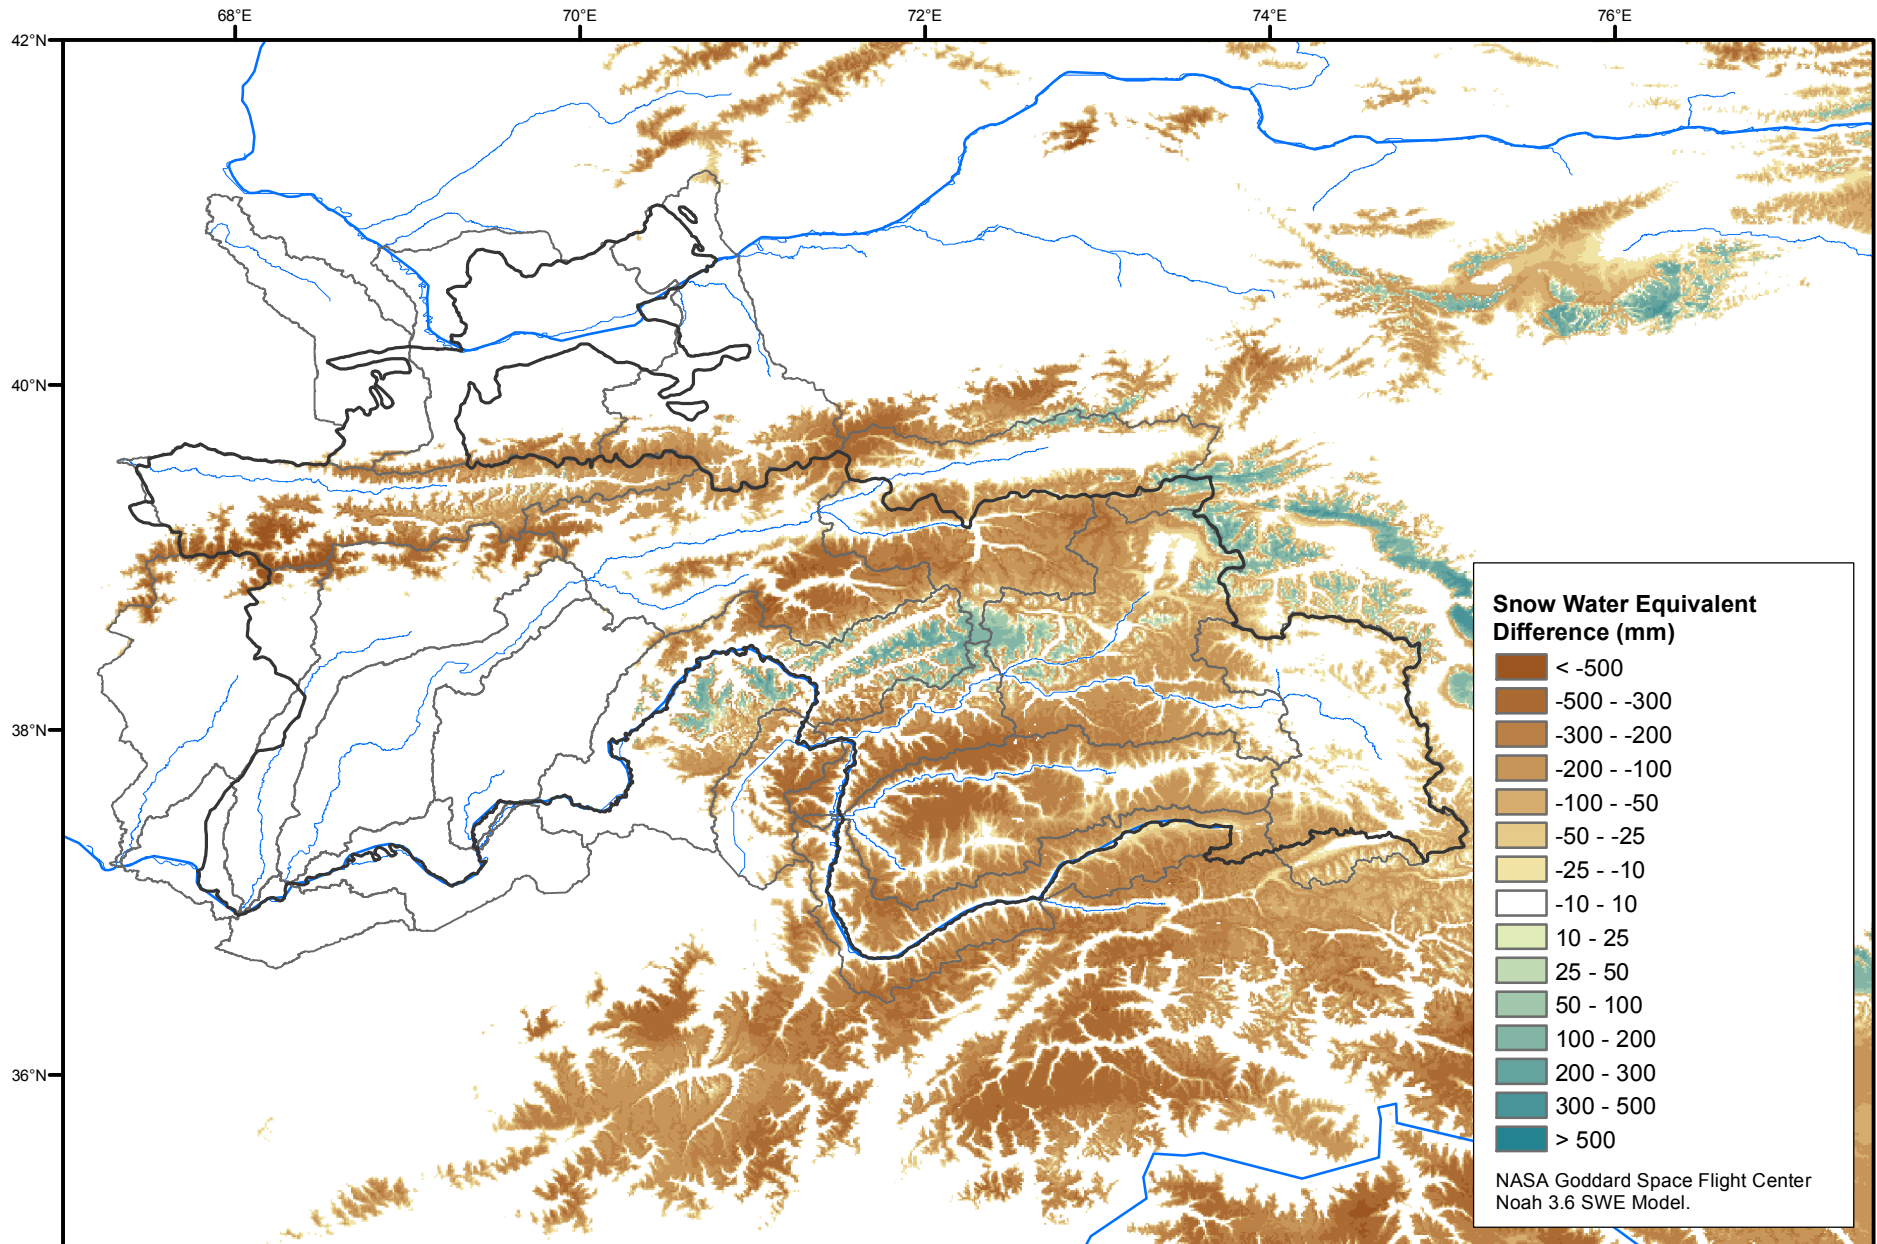 68°E
70°E
72°E
74°E
76°E
42°N
40°N
38°N
36°N
Snow Water Equivalent
Difference (mm)
< -500
-500 - -300
-300 - -200
-200 - -100
-100 - -50
-50 - -25
-25 - -10
-10 - 10
10 - 25
25 - 50
50 - 100
100 - 200
200 - 300
300 - 500
> 500
NASA Goddard Space Flight Center
Noah 3.6 SWE Model.